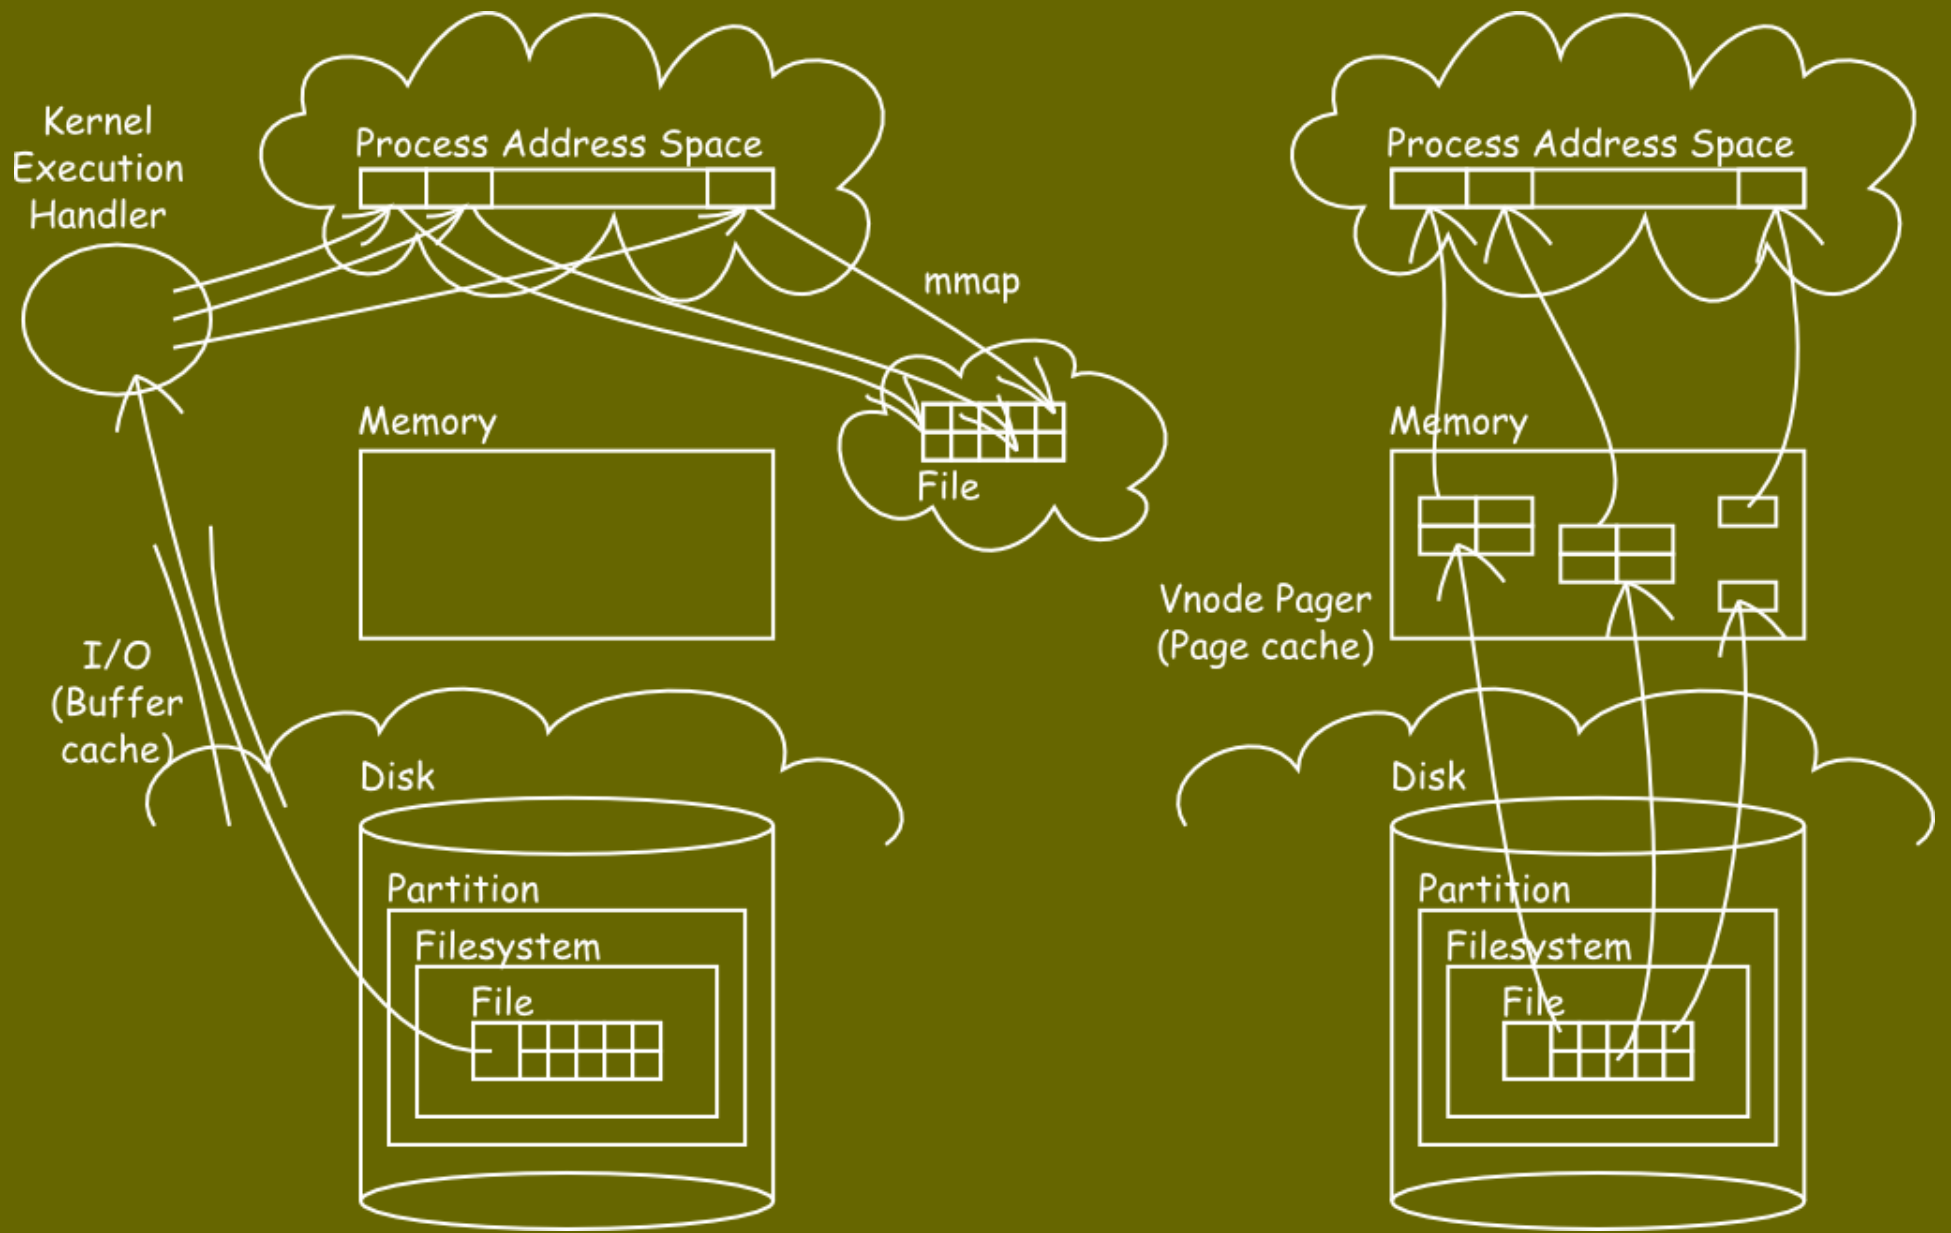 Kernel
Execution
Handler
Process Address Space
mmap
Memory
File
I/O
(Buffer
cache)
Disk
Partition
Filesystem
File
Process Address Space
Memory
Vnode Pager
(Page cache)
Disk
Partition
Filesystem
File